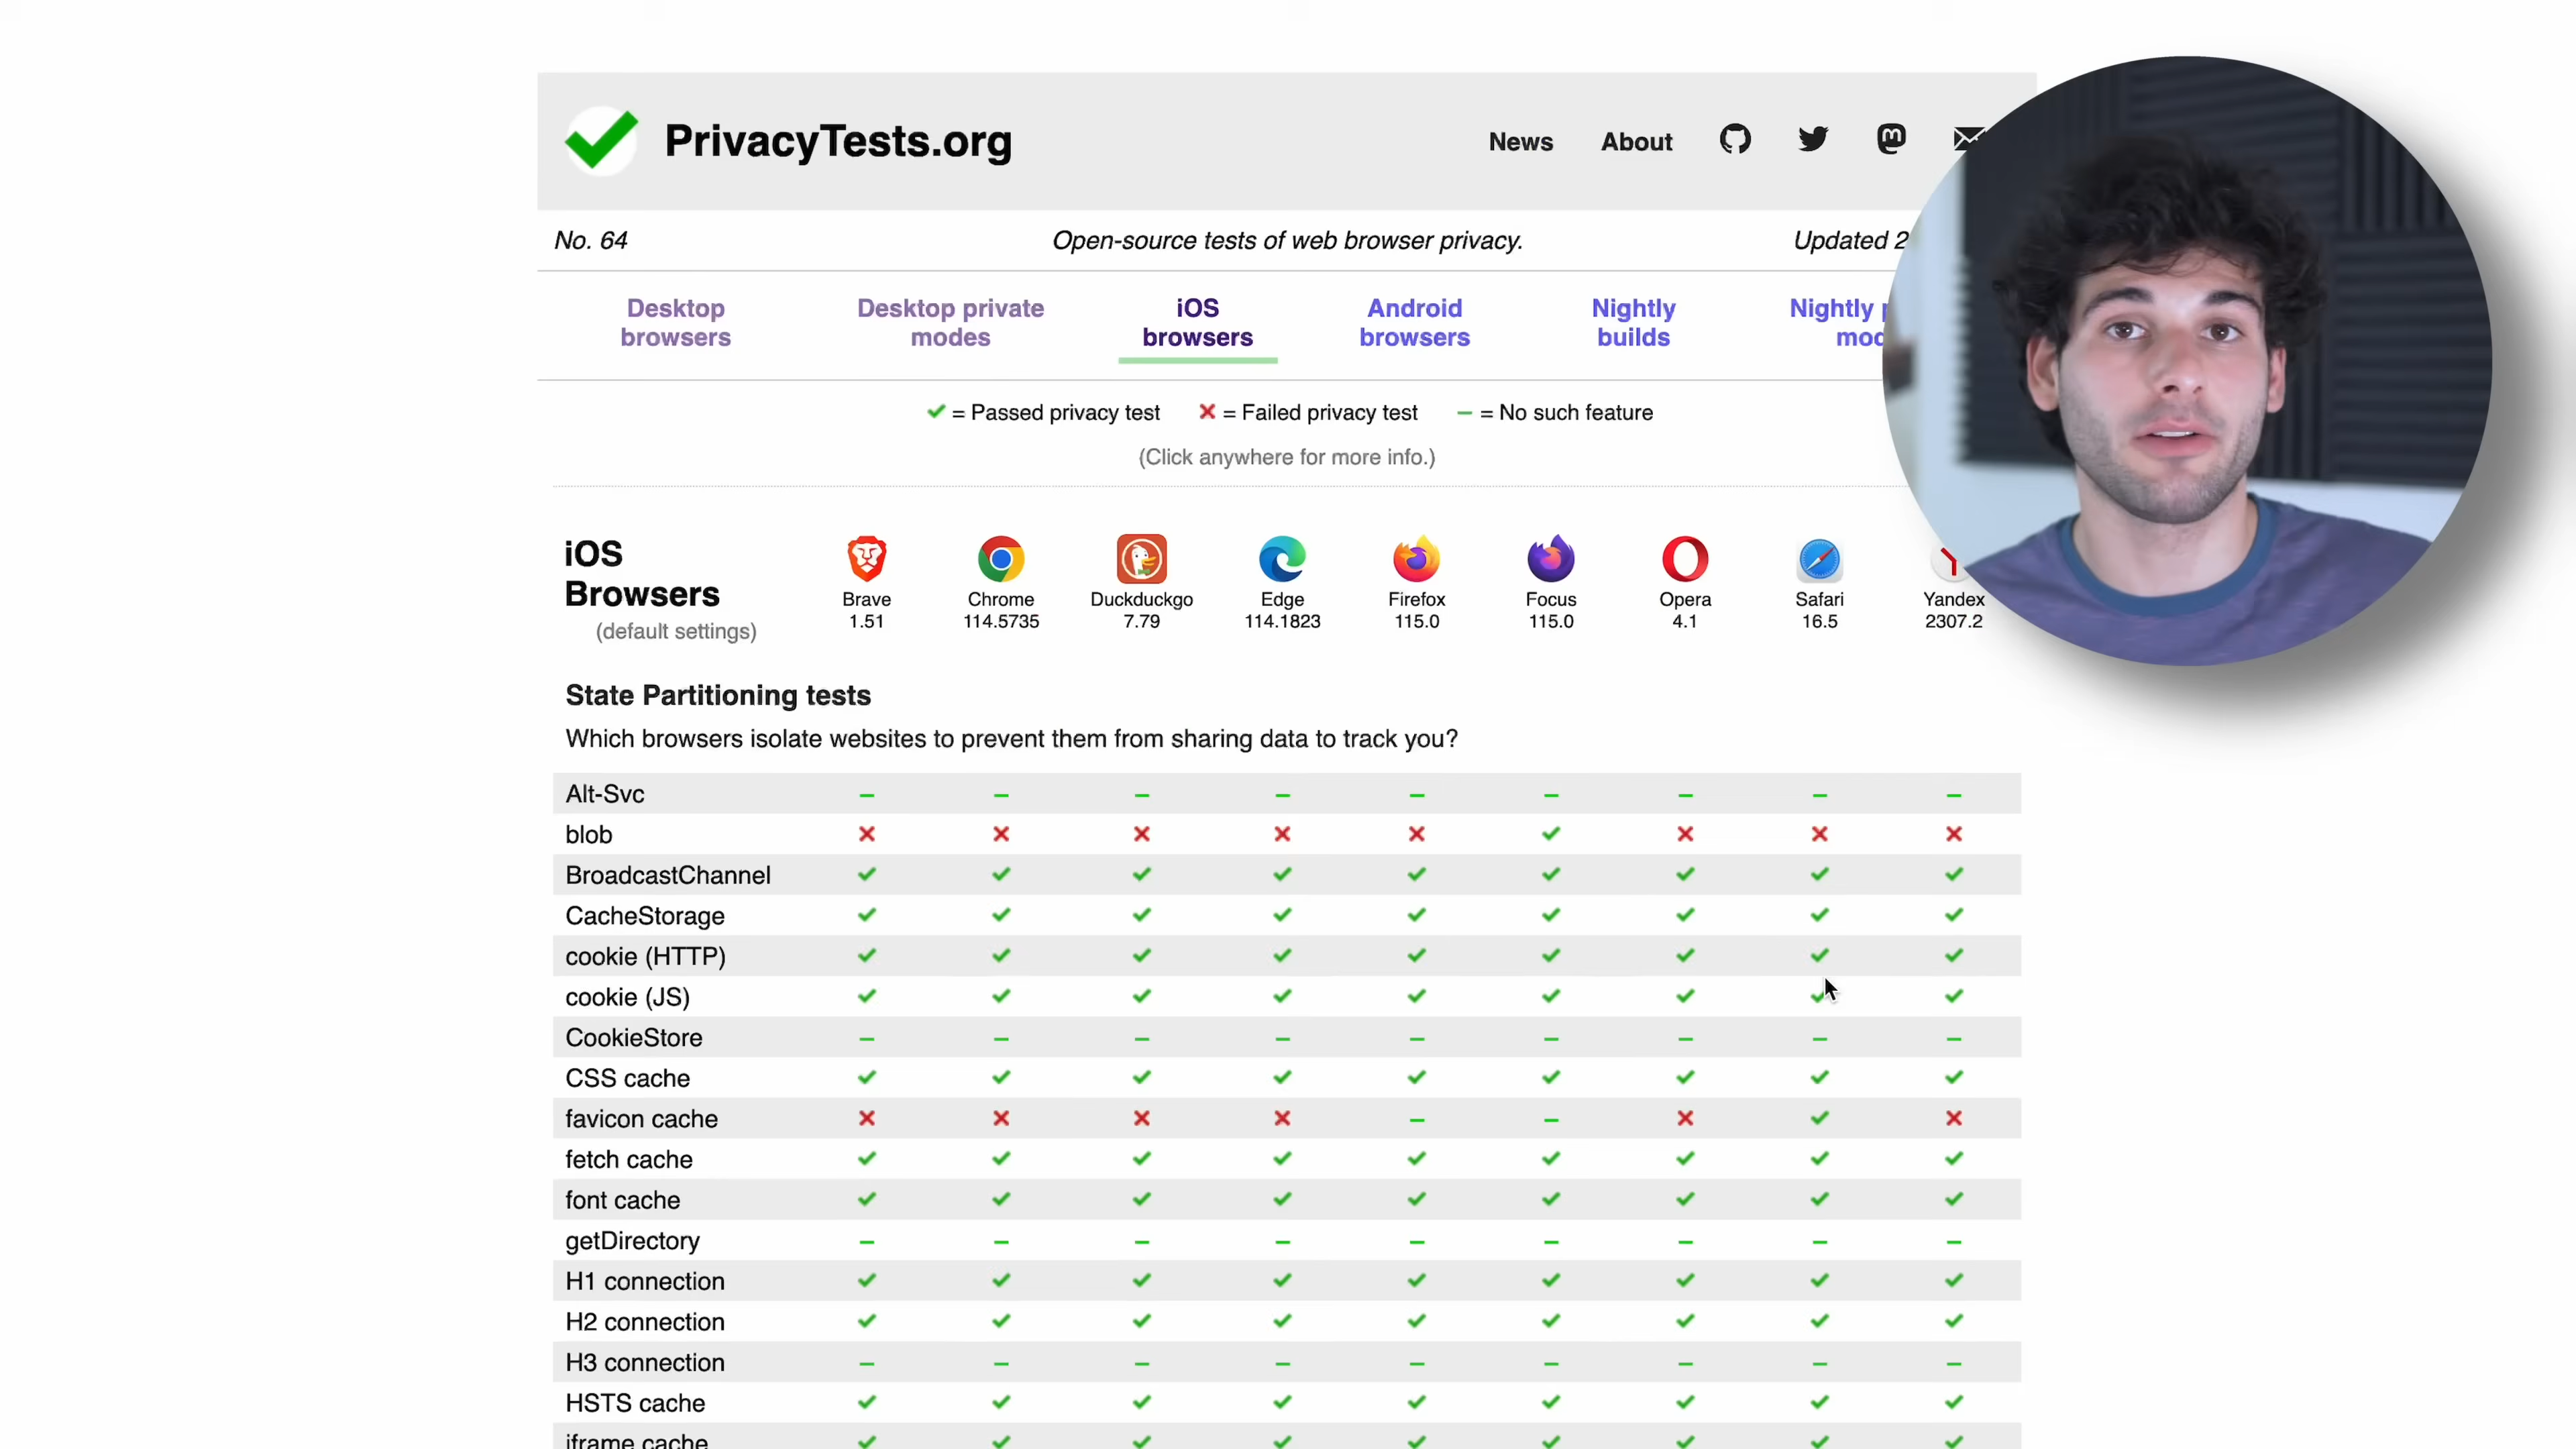 PrivacyTests.org
News About
No. 64 Open-source tests of web browser privacy. Updated 2
Desktop browsers Desktop private modes iOS browsers Android browsers Nightly builds Nightly
= Passed privacy test = Failed privacy test = No such feature
(Click anywhere for more info.)
iOS Browsers
(default settings)
Brave 1.51
Chrome 114.5735
Duckduckgo 7.79
Edge 114.1823
Firefox 115.0
Focus 115.0
Opera 4.1
Safari 16.5
Yandex 2307.2
State Partitioning tests
Which browsers isolate websites to prevent them from sharing data to track you?
Alt-Svc
blob
BroadcastChannel
CacheStorage
cookie (HTTP)
cookie (JS)
CookieStore
CSS cache
favicon cache
fetch cache
font cache
getDirectory
H1 connection
H2 connection
H3 connection
HSTS cache
iframe cache